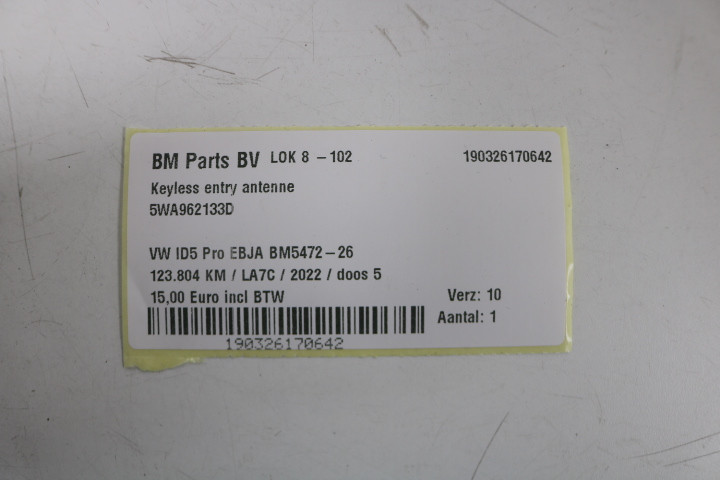 BM Parts BV LOK 8 - 102 190326170642
Keyless entry antenne
5WA962133D
VW ID5 Pro EBJA BM5472-26
123.804 KM / LA7C / 2022 / doos 5
15,00 Euro incl BTW Verz: 10
Aantal: 1
190326170642